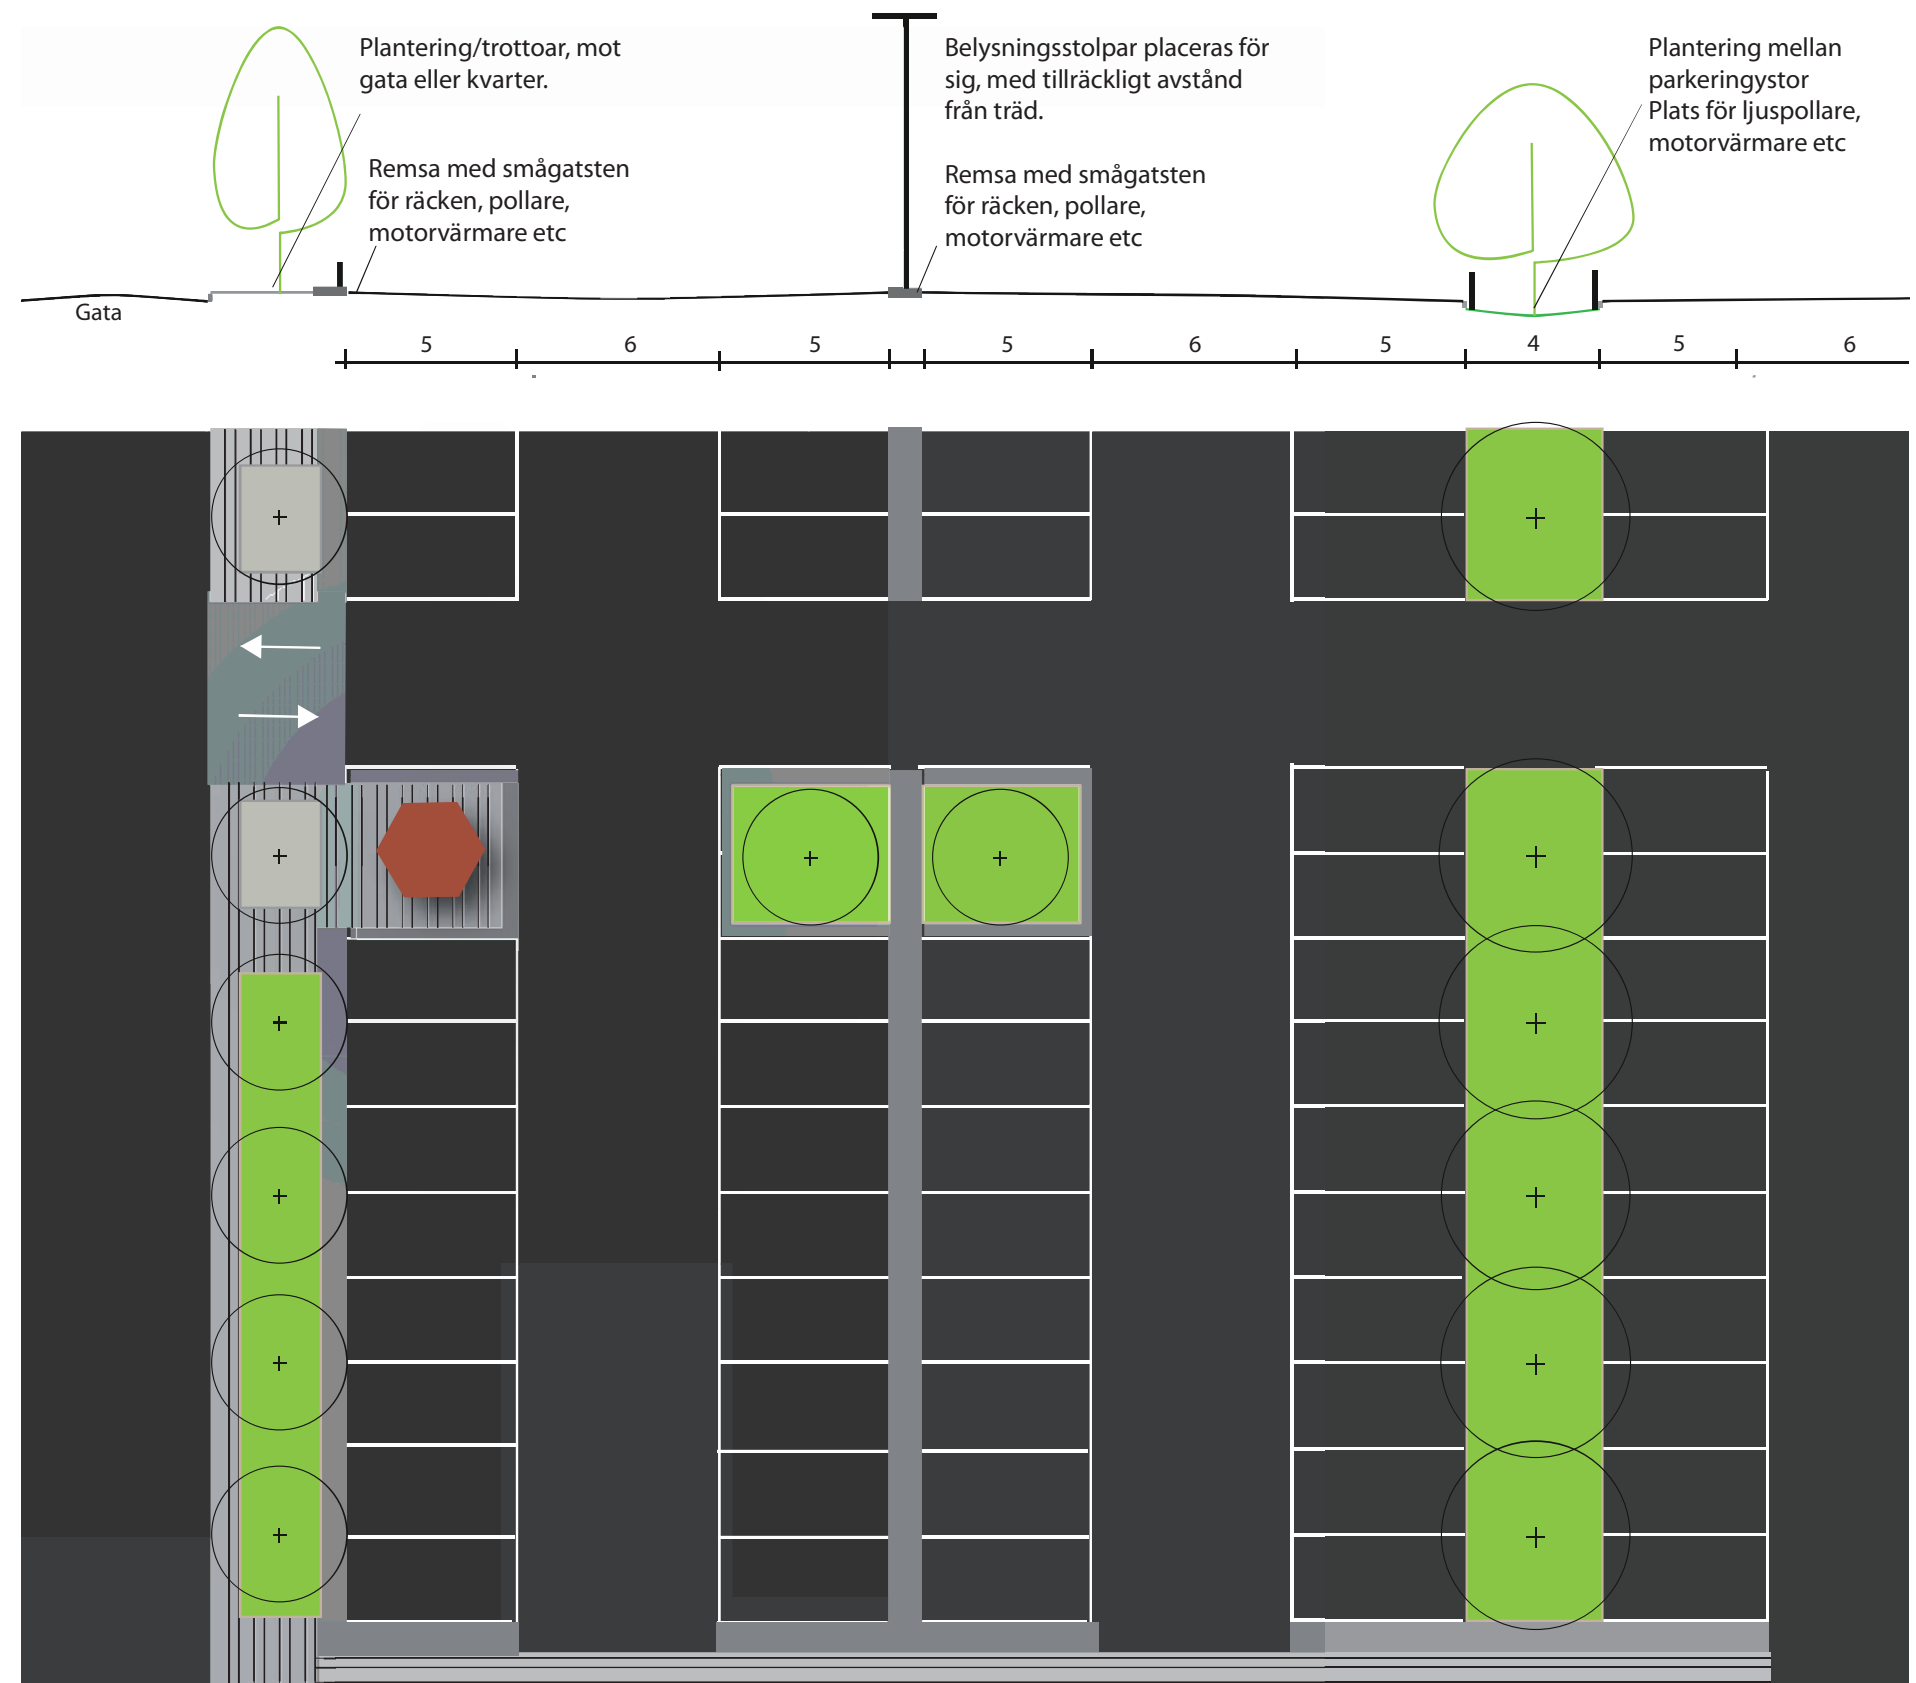 Plantering/trottoar, mot
gata eller kvarter.
Remsa med smågatsten
för räcken, pollare,
motorvärmare etc
Belysningsstolpar placeras för
sig, med tillräckligt avstånd
från träd.
Remsa med smågatsten
för räcken, pollare,
motorvärmare etc
Plantering mellan
parkeringystor
Plats för ljuspollare,
motorvärmare etc
Gata
5 6 5 5 6 5 4 5 6